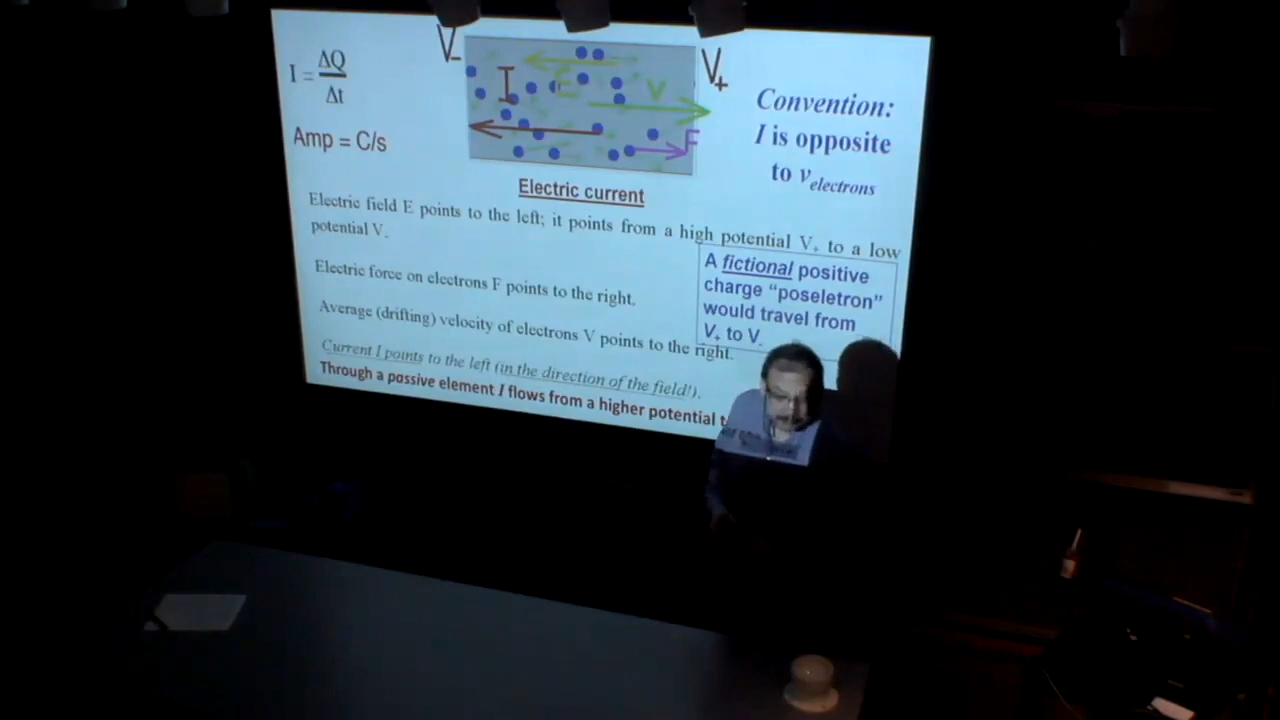 I = ΔQ/Δt
Amp = C/s
V-
V+
I
E
v
F
Convention:
I is opposite
to v electrons
Electric current
Electric field E points to the left; it points from a high potential V+ to a low
potential V-
Electric force on electrons F points to the right.
Average (drifting) velocity of electrons V points to the right.
Current I points to the left (in the direction of the field!).
Through a passive element I flows from a higher potential t
A fictional positive
charge “poseletron”
would travel from
V+ to V-